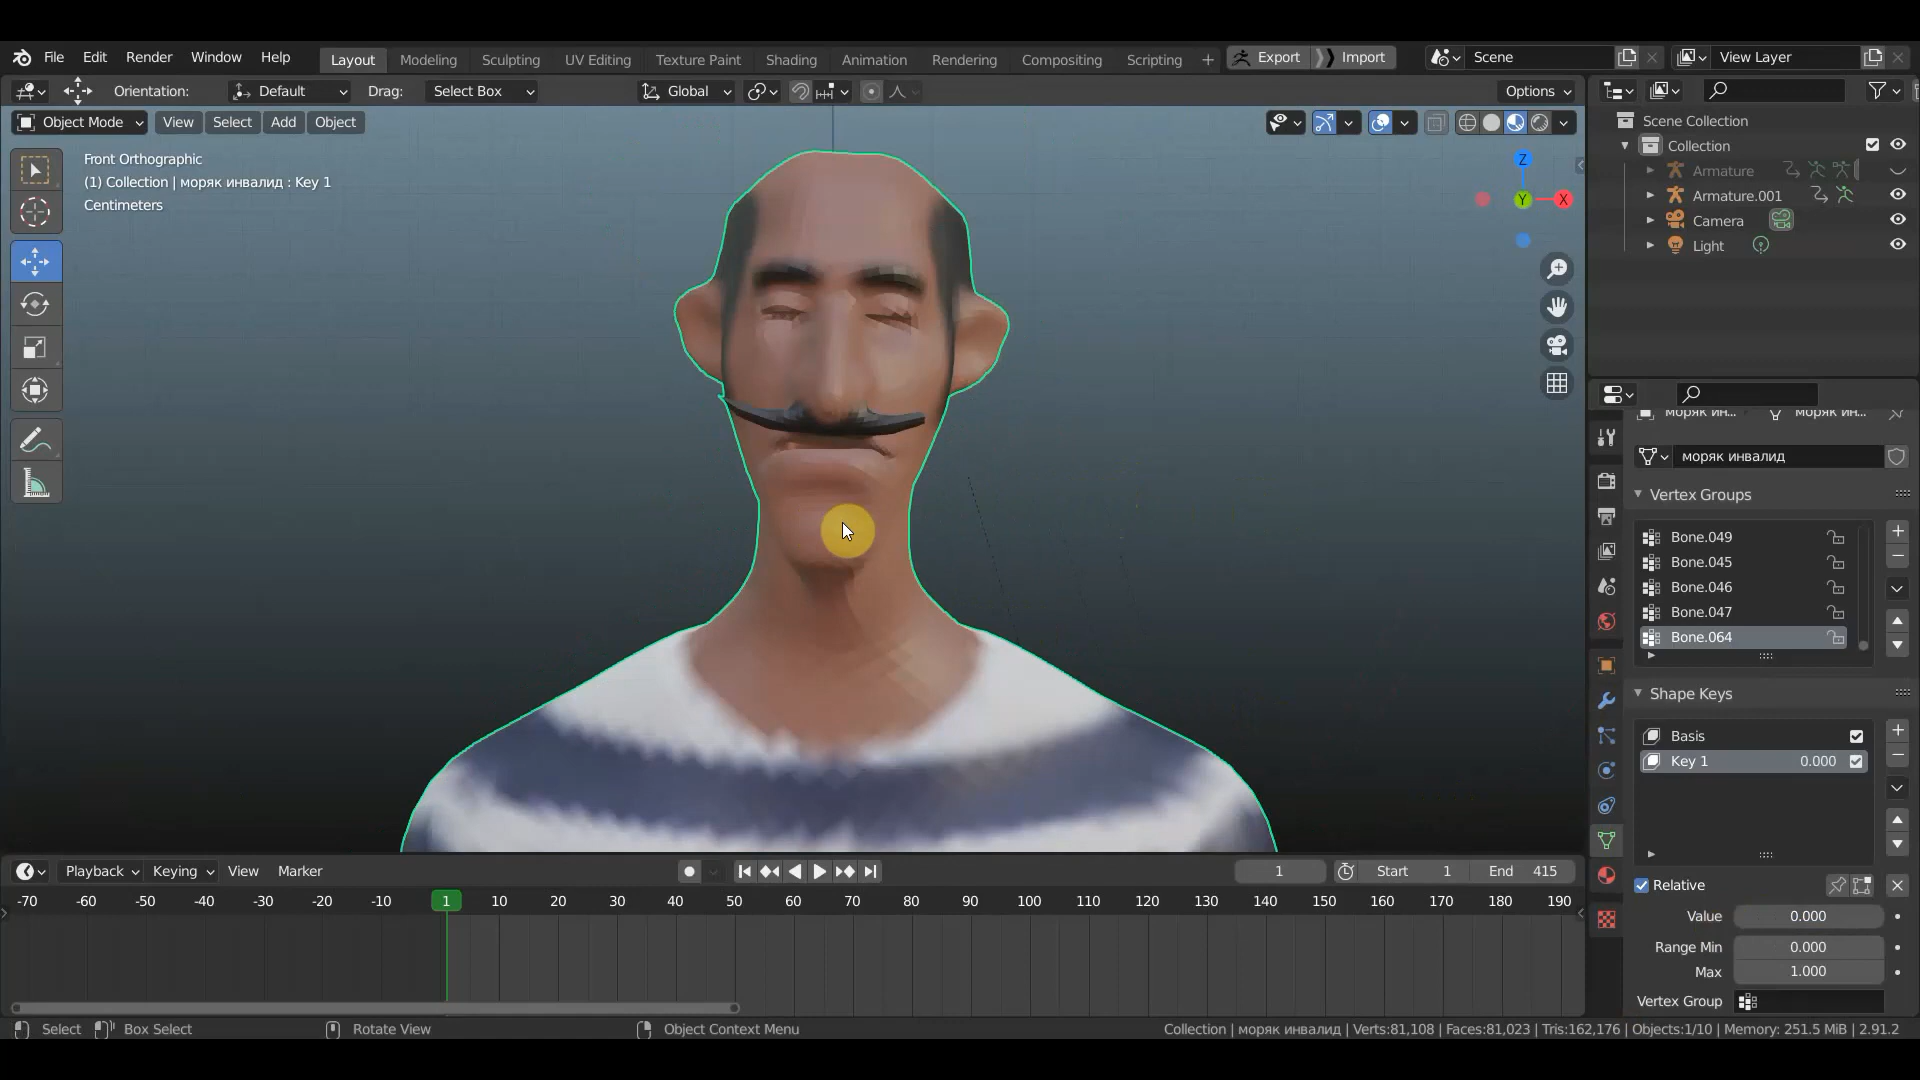 File Edit Render Window Help Layout Modeling Sculpting UV Editing Texture Paint Shading Animation Rendering Compositing Scripting + Export Import Scene View Layer
Orientation: Default Drag: Select Box Global Options
Object Mode View Select Add Object
Front Orthographic
(1) Collection | моряк инвалид : Key 1
Centimeters
Z
Y
X
Scene Collection
Collection
Armature
Armature.001
Camera
Light
моряк ин... моряк ин...
моряк инвалид
Vertex Groups
Bone.049
Bone.045
Bone.046
Bone.047
Bone.064
Shape Keys
Basis
Key 1 0.000
Relative
Value 0.000
Range Min 0.000
Max 1.000
Vertex Group
Playback Keying View Marker 1 Start 1 End 415
-70 -60 -50 -40 -30 -20 -10 1 10 20 30 40 50 60 70 80 90 100 110 120 130 140 150 160 170 180 190
Select Box Select Rotate View Object Context Menu Collection | моряк инвалид | Verts:81,108 | Faces:81,023 | Tris:162,176 | Objects:1/10 | Memory: 251.5 MiB | 2.91.2